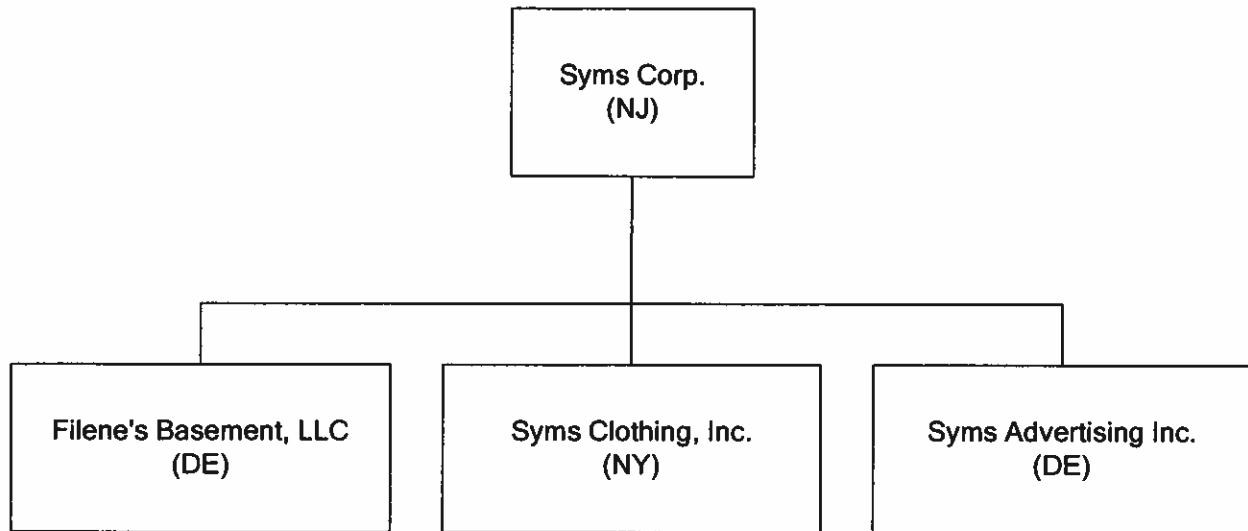 Syms Corp.
(NJ)
Filene's Basement, LLC
(DE)
Syms Clothing, Inc.
(NY)
Syms Advertising Inc.
(DE)